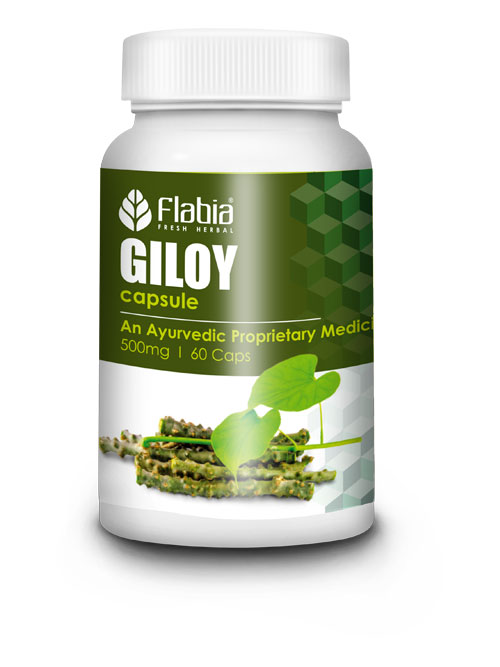 Flabia®
FRESH HERBAL
GILOY
capsule
An Ayurvedic Proprietary
500mg | 60 Caps